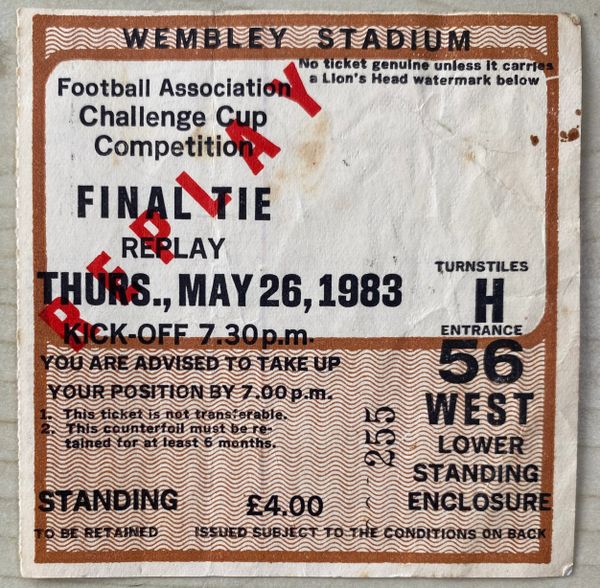 WEMBLEY STADIUM
No ticket genuine unless it carries
a Lion's Head watermark below
Football Association
Challenge Cup
Competition
REPLAY
FINAL TIE
REPLAY
THURS., MAY 26, 1983
KICK-OFF 7.30 p.m.
YOU ARE ADVISED TO TAKE UP
YOUR POSITION BY 7.00 p.m.
1. This ticket is not transferable.
2. This counterfoil must be re-
tained for at least 6 months.
TURNSTILES
H
ENTRANCE
56
WEST
LOWER
STANDING
ENCLOSURE
255
STANDING
£4.00
TO BE RETAINED
ISSUED SUBJECT TO THE CONDITIONS ON BACK